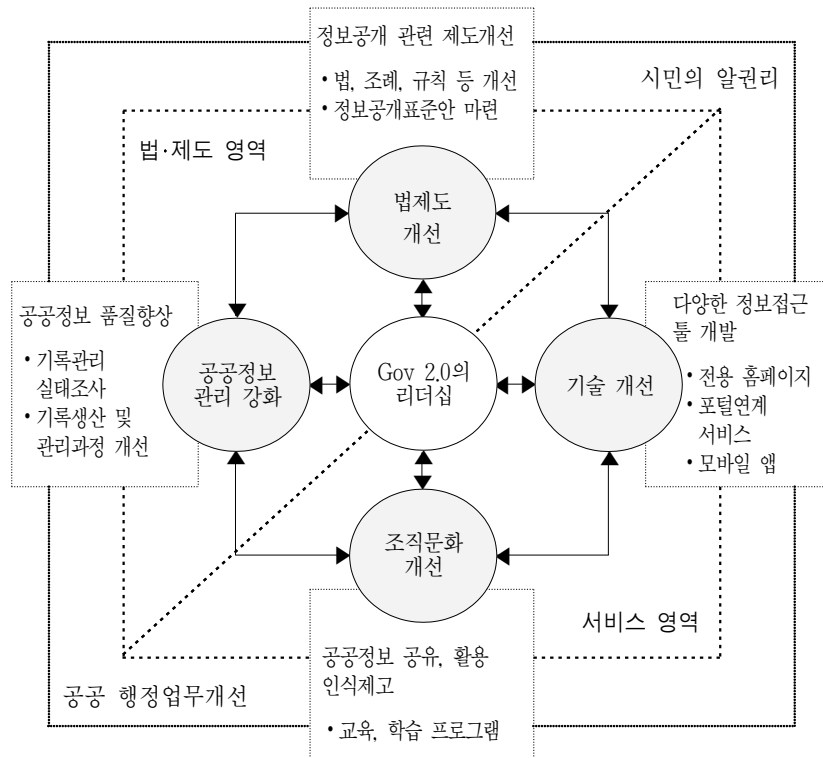 정보공개 관련 제도개선
• 법, 조례, 규칙 등 개선
• 정보공개표준안 마련
시민의 알권리
법·제도 영역
법제도
개선
공공정보 품질향상
• 기록관리
실태조사
• 기록생산 및
관리과정 개선
공공정보
관리 강화
Gov 2.0의
리더십
기술 개선
다양한 정보접근
툴 개발
• 전용 홈페이지
• 포털연계
서비스
• 모바일 앱
조직문화
개선
서비스 영역
공공정보 공유, 활용
인식제고
• 교육, 학습 프로그램
공공 행정업무개선